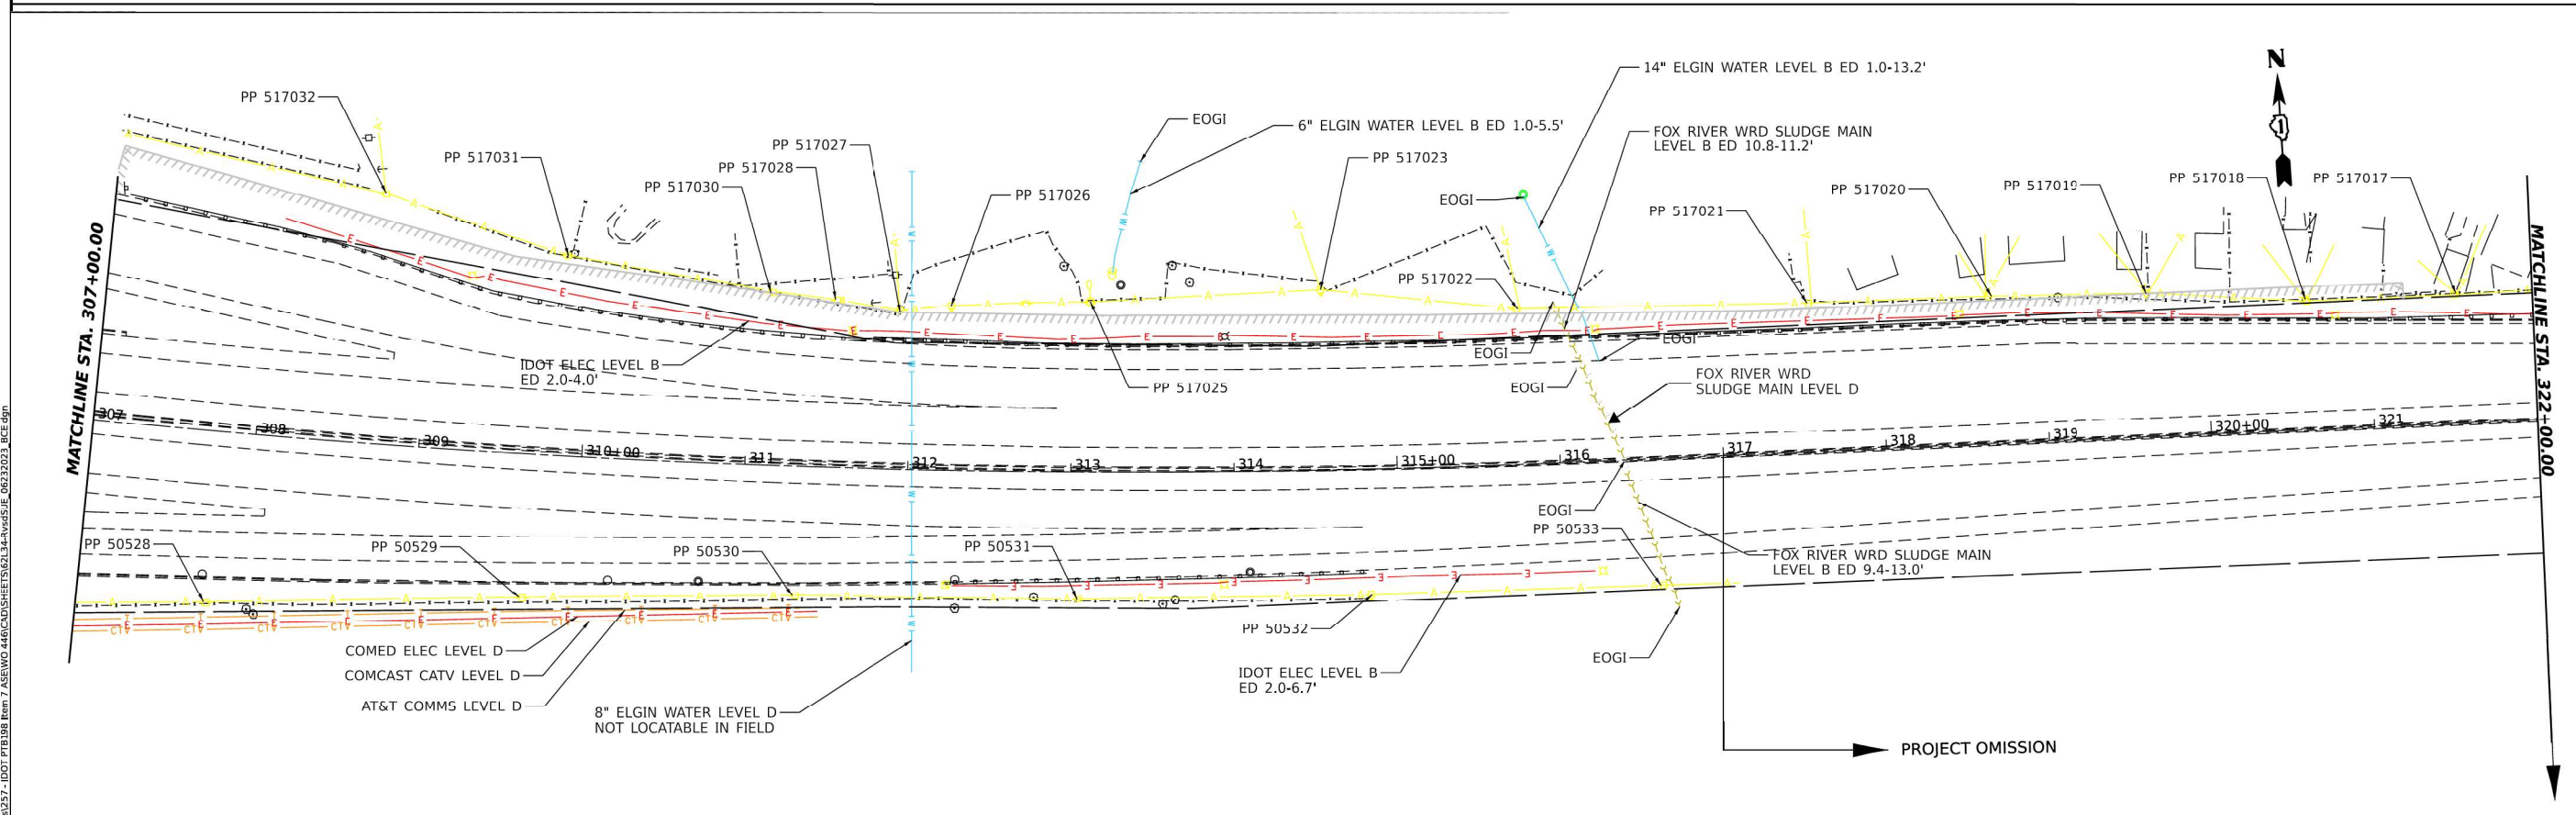 14" ELGIN WATER LEVEL B ED 1.0-13.2'
N
PP 517032
EOGI
6" ELGIN WATER LEVEL B ED 1.0-5.5'
FOX RIVER WRD SLUDGE MAIN
LEVEL B ED 10.8-11.2'
PP 517027
PP 517031
PP 517028
PP 517023
PP 517030
PP 517026
EOGI
PP 517021
PP 517020
PP 517019
PP 517018
PP 517017
MATCHLINE STA. 307+00.00
MATCHLINE STA. 322+00.00
PP 517022
IDOT ELEC LEVEL B
ED 2.0-4.0'
EOGI
EOGI
PP 517025
EOGI
FOX RIVER WRD
SLUDGE MAIN LEVEL D
307
308
309
310+00
311
312
313
314
315+00
316
317
318
319
320+00
321
EOGI
PP 50533
PP 50528
PP 50529
PP 50530
PP 50531
FOX RIVER WRD SLUDGE MAIN
LEVEL B ED 9.4-13.0'
PP 50532
EOGI
COMED ELEC LEVEL D
COMCAST CATV LEVEL D
AT&T COMMS LEVEL D
8" ELGIN WATER LEVEL D
NOT LOCATABLE IN FIELD
IDOT ELEC LEVEL B
ED 2.0-6.7'
PROJECT OMISSION